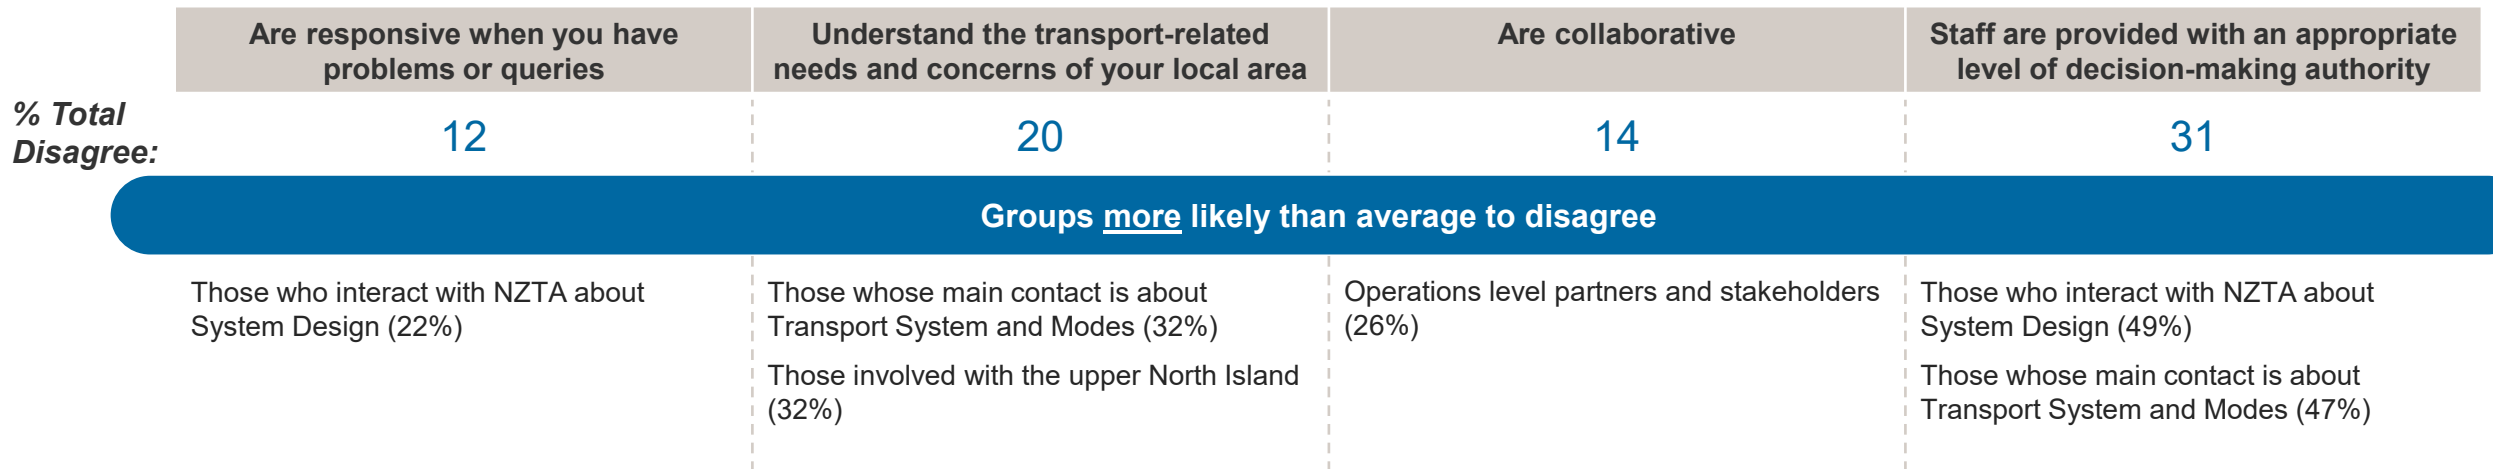 Are responsive when you have
problems or queries
Understand the transport-related
needs and concerns of your local area
Are collaborative
Staff are provided with an appropriate
level of decision-making authority
% Total
Disagree:
12
20
14
31
Groups more likely than average to disagree
Those who interact with NZTA about
System Design (22%)
Those whose main contact is about
Transport System and Modes (32%)
Those involved with the upper North Island
(32%)
Operations level partners and stakeholders
(26%)
Those who interact with NZTA about
System Design (49%)
Those whose main contact is about
Transport System and Modes (47%)